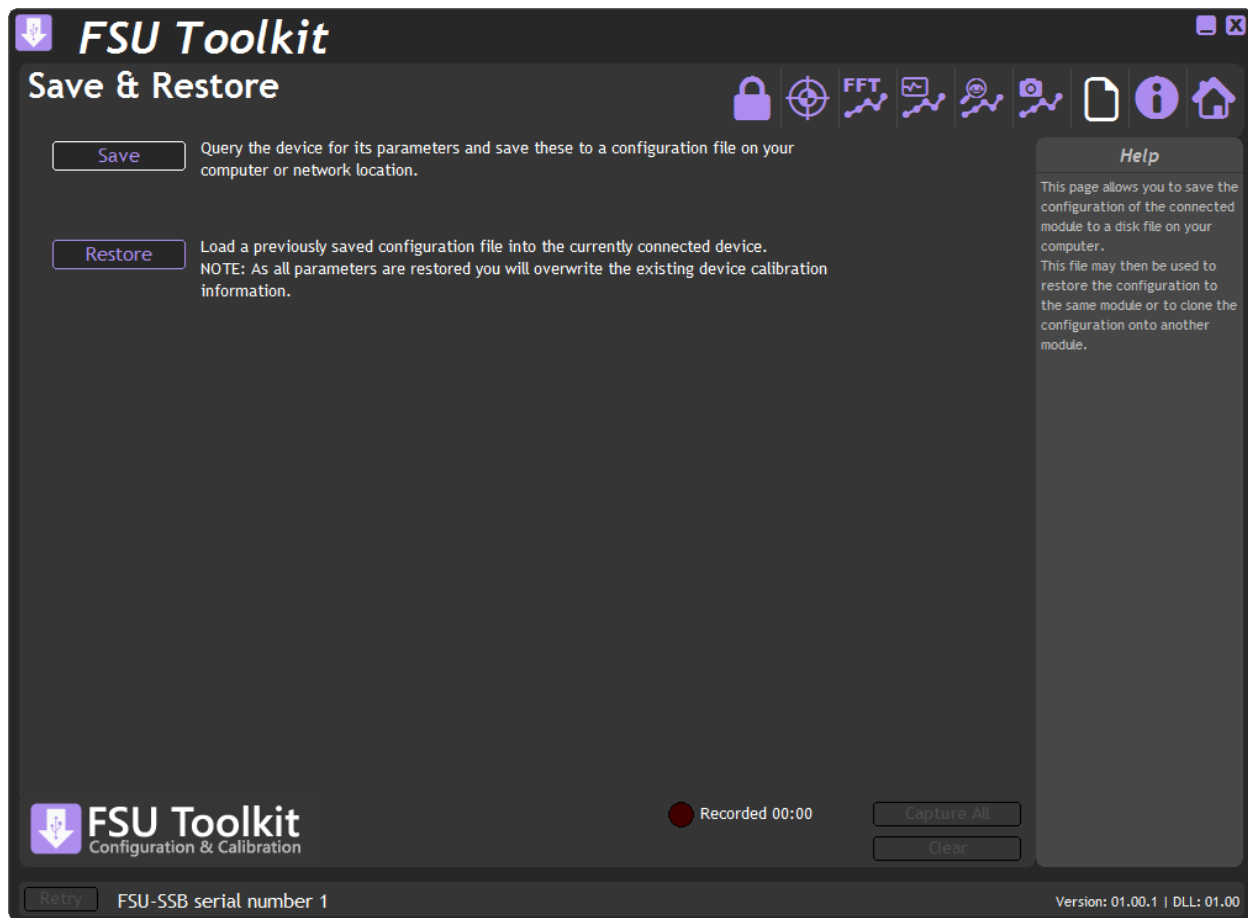 FSU Toolkit
Save & Restore
FFT
Save
Query the device for its parameters and save these to a configuration file on your
computer or network location.
Restore
Load a previously saved configuration file into the currently connected device.
NOTE: As all parameters are restored you will overwrite the existing device calibration
information.
Help
This page allows you to save the
configuration of the connected
module to a disk file on your
computer.
This file may then be used to
restore the configuration to
the same module or to clone the
configuration onto another
module.
FSU Toolkit
Configuration & Calibration
Recorded 00:00
Capture All
Clear
Retry
FSU-SSB serial number 1
Version: 01.00.1 | DLL: 01.00